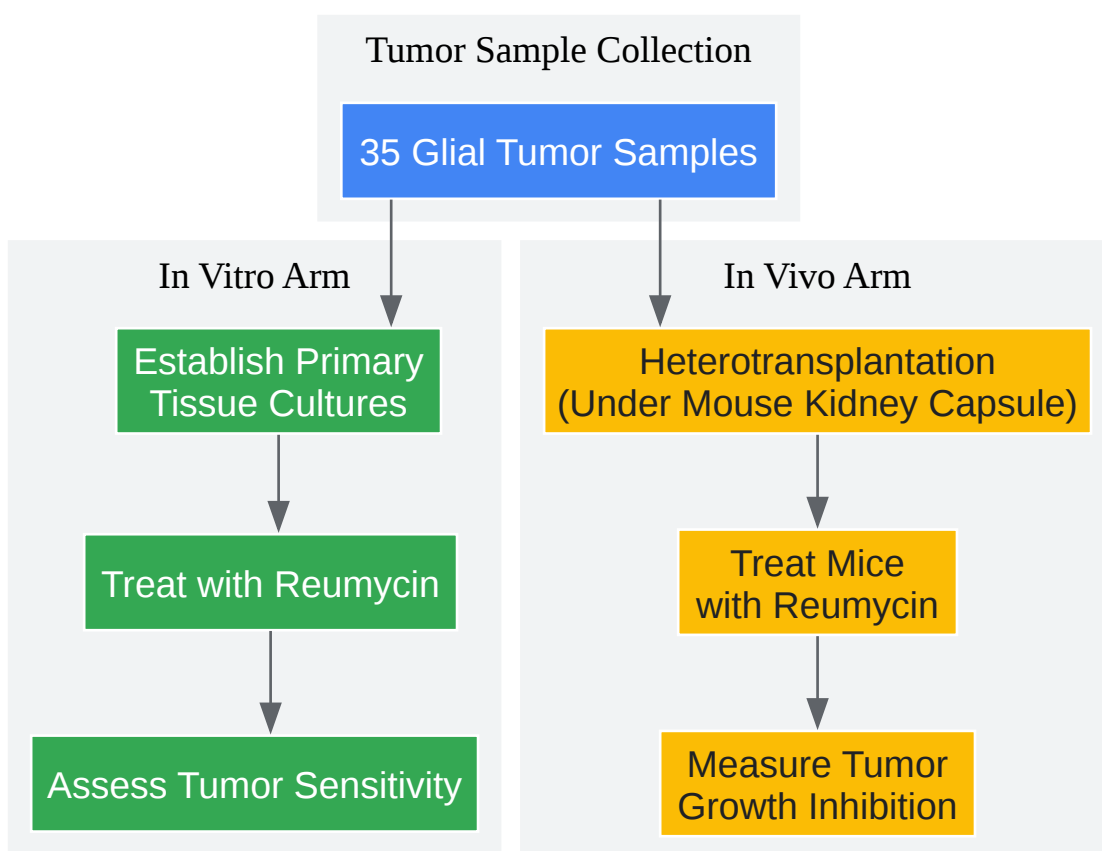 Tumor Sample Collection
35 Glial Tumor Samples
In Vitro Arm
Establish Primary
Tissue Cultures
Treat with Reumycin
Assess Tumor Sensitivity
In Vivo Arm
Heterotransplantation
(Under Mouse Kidney Capsule)
Treat Mice
with Reumycin
Measure Tumor
Growth Inhibition